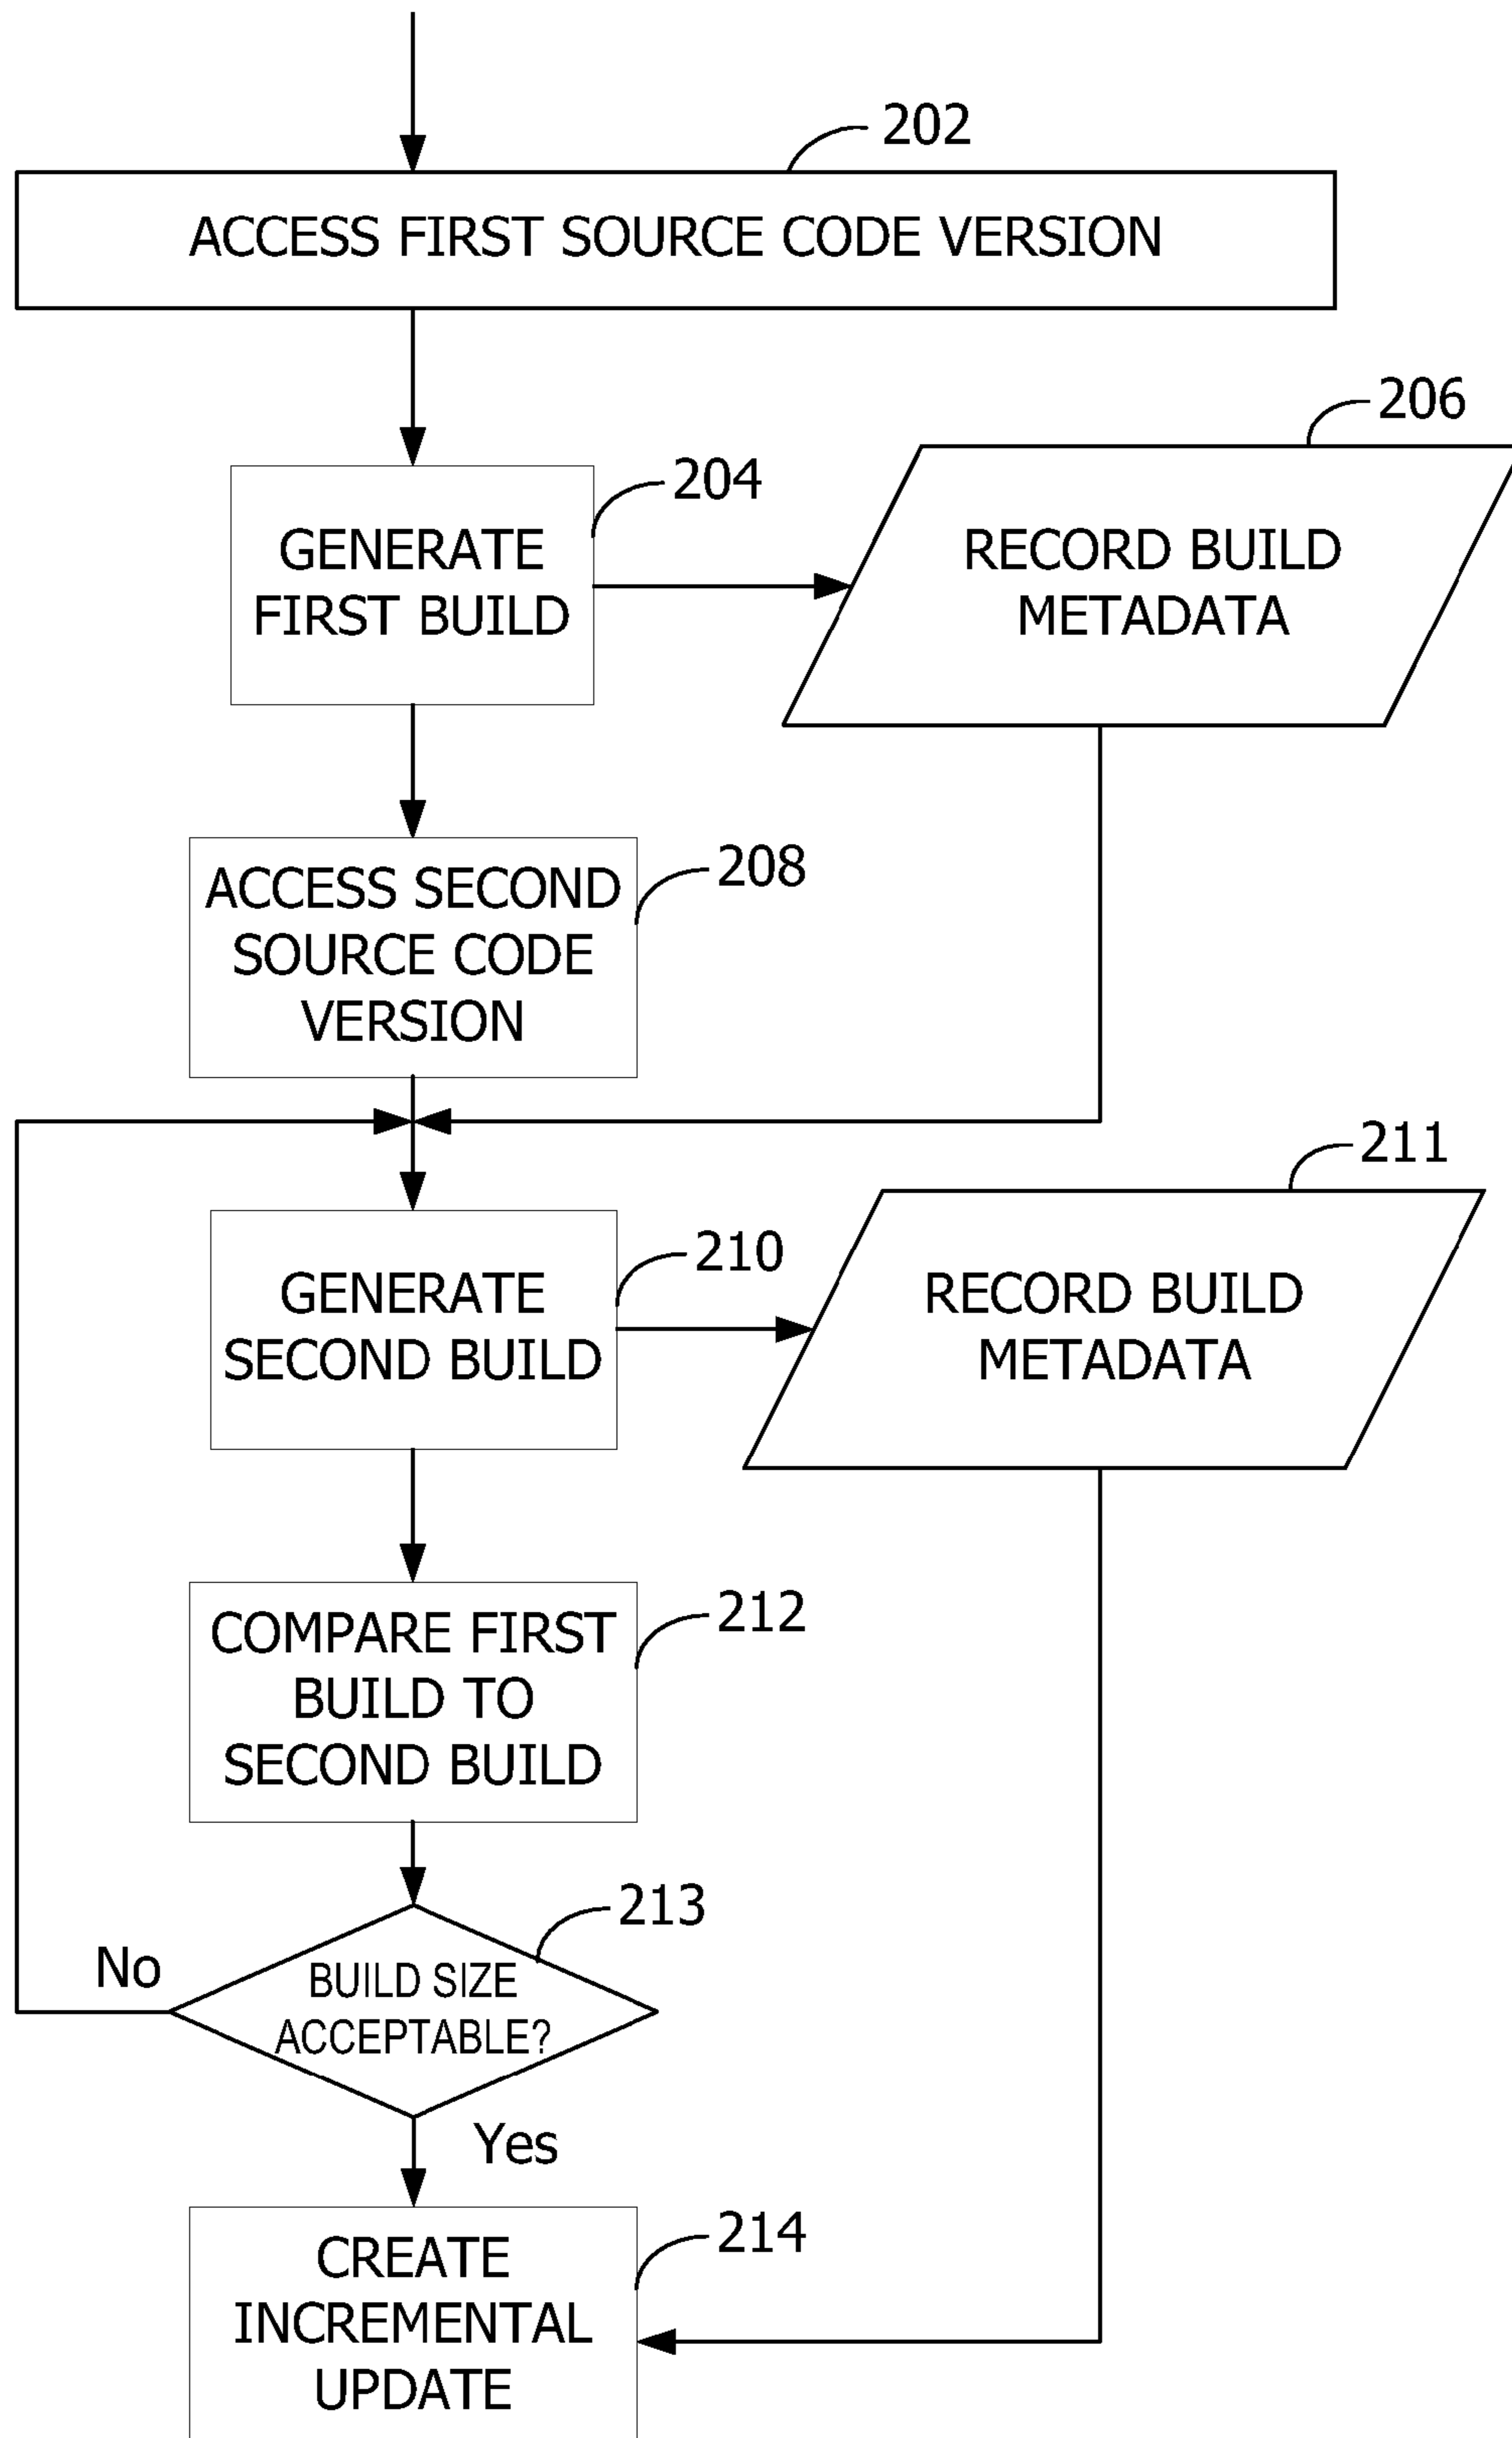 202
ACCESS FIRST SOURCE CODE VERSION
206
204
GENERATE
FIRST BUILD
RECORD BUILD
METADATA
208
ACCESS SECOND
SOURCE CODE
VERSION
211
210
GENERATE
SECOND BUILD
RECORD BUILD
METADATA
212
COMPARE FIRST
BUILD TO
SECOND BUILD
213
No
BUILD SIZE
ACCEPTABLE?
Yes
214
CREATE
INCREMENTAL
UPDATE